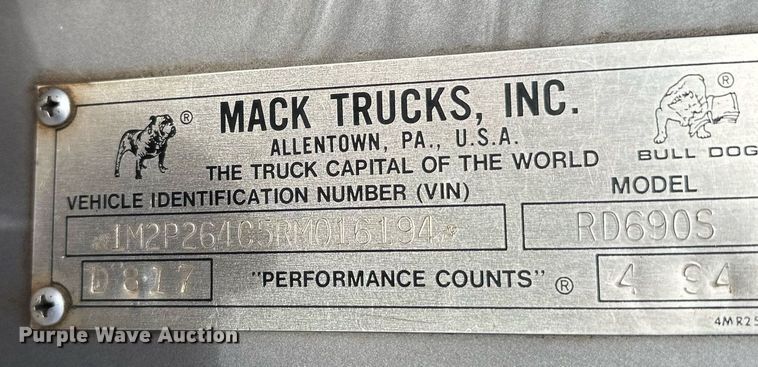 MACK TRUCKS, INC.
ALLENTOWN, PA., U.S.A.
THE TRUCK CAPITAL OF THE WORLD
®
®
BULL DOG
VEHICLE IDENTIFICATION NUMBER (VIN)
MODEL
*1M2P264C5RM016194*
RD690S
D817
"PERFORMANCE COUNTS" ®
4 94
4MR25
Purple Wave Auction